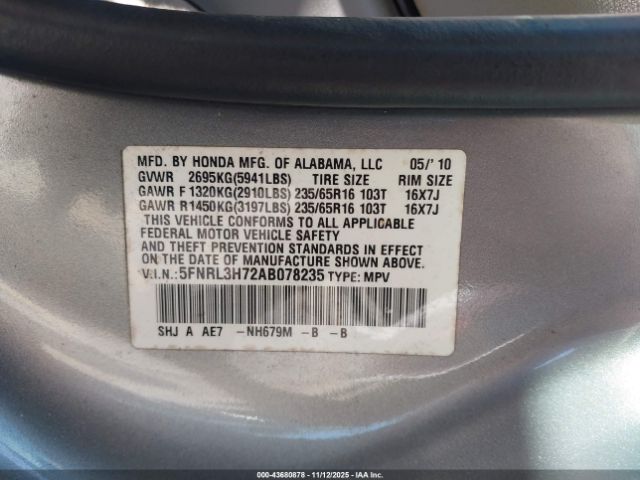 MFD. BY HONDA MFG. OF ALABAMA, LLC 05/'10
GVWR 2695KG(5941LBS) TIRE SIZE RIM SIZE
GAWR F 1320KG(2910LBS) 235/65R16 103T 16X7J
GAWR R 1450KG(3197LBS) 235/65R16 103T 16X7J
THIS VEHICLE CONFORMS TO ALL APPLICABLE
FEDERAL MOTOR VEHICLE SAFETY
AND THEFT PREVENTION STANDARDS IN EFFECT
ON THE DATE OF MANUFACTURE SHOWN ABOVE.
V.I.N.: 5FNRL3H72AB078235 TYPE: MPV
SHJ A AE7 -NH679M -B -B
000-43680878 - 11/12/2025 - IAAI.COM